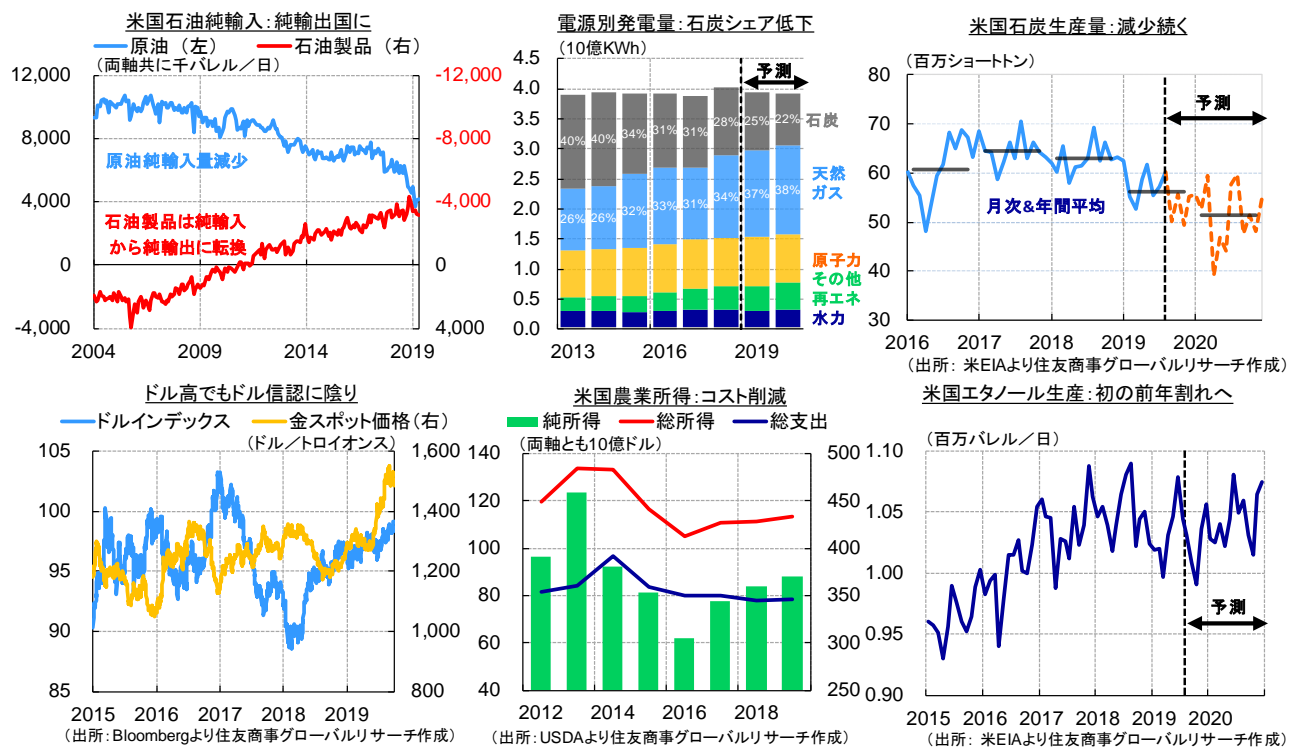 米国石油純輸入：純輸出国に
原油（左） 石油製品（右）
（両軸共に千バレル／日）
12,000
8,000
4,000
0
-4,000
-12,000
-8,000
-4,000
0
4,000
原油純輸入量減少
石油製品は純輸入
から純輸出に転換
2004 2009 2014 2019
電源別発電量：石炭シェア低下
（10億KWh）
予測
4.5
4.0
3.5
3.0
2.5
2.0
1.5
1.0
0.5
0.0
40% 40% 34% 31% 31% 28% 25% 22%
26% 26% 32% 33% 31% 34% 37% 38%
石炭
天然
ガス
原子力
その他
再エネ
水力
2013 2016 2019
米国石炭生産量：減少続く
（百万ショートトン）
予測
80
70
60
50
40
30
月次&年間平均
2016 2017 2018 2019 2020
（出所： 米EIAより住友商事グローバルリサーチ作成）
ドル高でもドル信認に陰り
ドルインデックス 金スポット価格（右）
（ドル／トロイオンス）
105
100
95
90
85
1,600
1,400
1,200
1,000
800
2015 2016 2017 2018 2019
（出所：Bloombergより住友商事グローバルリサーチ作成）
米国農業所得：コスト削減
純所得 総所得 総支出
（両軸とも10億ドル）
140
120
100
80
60
40
500
450
400
350
300
250
2012 2014 2016 2018
（出所：USDAより住友商事グローバルリサーチ作成）
米国エタノール生産：初の前年割れへ
（百万バレル／日）
1.10
1.05
1.00
0.95
0.90
予測
2015 2016 2017 2018 2019 2020
（出所： 米EIAより住友商事グローバルリサーチ作成）